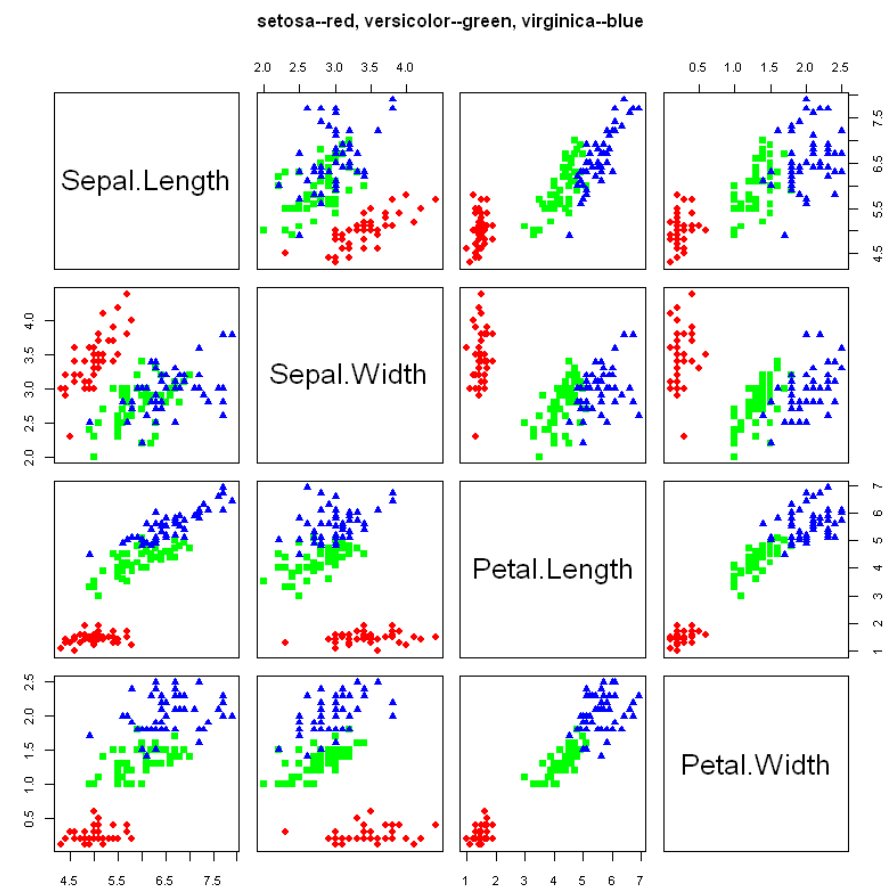 setosa--red, versicolor--green, virginica--blue
2.0 2.5 3.0 3.5 4.0
0.5 1.0 1.5 2.0 2.5
Sepal.Length
4.5 5.5 6.5 7.5
2.0 2.5 3.0 3.5 4.0
Sepal.Width
Petal.Length
1 2 3 4 5 6 7
0.5 1.0 1.5 2.0 2.5
Petal.Width
4.5 5.5 6.5 7.5
1 2 3 4 5 6 7